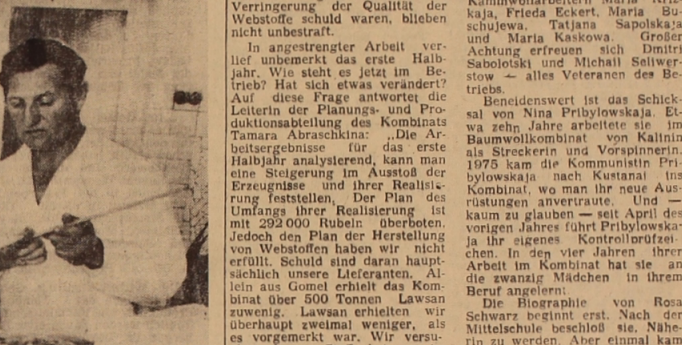 Verringerung der Qualität der
Webstoffe schuld waren, blieben
nicht unbestraft.
In angestrengter Arbeit ver-
lief unbemerkt das erste Halb-
jahr. Wie steht es jetzt im Be-
trieb? Hat sich etwas verändert?
Auf diese Frage antwortet die
Leiterin der Planungs- und Pro-
duktionsabteilung des Kombinats
Tamara Abraschkina: „Die Ar-
beitsergebnisse für das erste
Halbjahr analysierend, kann man
eine Steigerung im Ausstoß der
Erzeugnisse und ihrer Realisie-
rung feststellen. Der Plan des
Umfangs ihrer Realisierung ist
mit 292 000 Rubeln überboten.
Jedoch den Plan der Herstellung
von Webstoffen haben wir nicht
erfüllt. Schuld sind daran haupt-
sächlich unsere Lieferanten. Al-
lein aus Gomel erhielt das Kom-
binat über 500 Tonnen Lawsan
zuwenig. Lawsan erhielten wir
überhaupt zweimal weniger, als
es vorgemerkt war. Wir versu-
kaja, Frieda Eckert, Maria Bu-
schujewa, Tatjana Sapolskaja
und Maria Kaskowa. Großer
Achtung erfreuen sich Dmitri
Sabolotski und Michail Seliwer-
stow — alles Veteranen des Be-
triebs.
Beneidenswert ist das Schick-
sal von Nina Pribylowskaja. Et-
wa zehn Jahre arbeitete sie im
Baumwollkombinat von Kalinin
als Streckerin und Vorspinnerin.
1975 kam die Kommunistin Pri-
bylowskaja nach Kustanai ins
Kombinat, wo man ihr neue Aus-
rüstungen anvertraute. Und —
kaum zu glauben — seit April des
vorigen Jahres führt Pribylowska-
ja ihr eigenes Kontrollprüfzei-
chen. In den vier Jahren ihrer
Arbeit im Kombinat hat sie an
die zwanzig Mädchen in ihrem
Beruf angelernt.
Die Biographie von Rosa
Schwarz beginnt erst. Nach der
Mittelschule beschloß sie, Nähe-
rin zu werden. Aber einmal kam